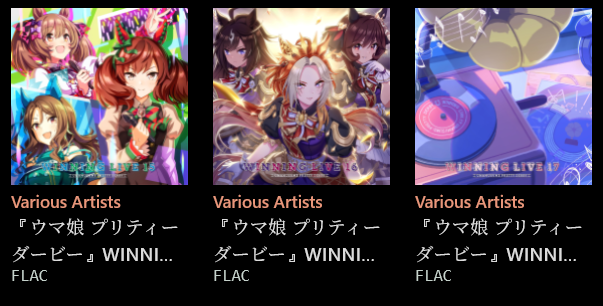 WINNING LIVE 15
WINNING LIVE 16
WINNING LIVE 17
Various Artists
『ウマ娘 プリティー
ダービー』WINNI...
FLAC
Various Artists
『ウマ娘 プリティー
ダービー』WINNI...
FLAC
Various Artists
『ウマ娘 プリティー
ダービー』WINNI...
FLAC